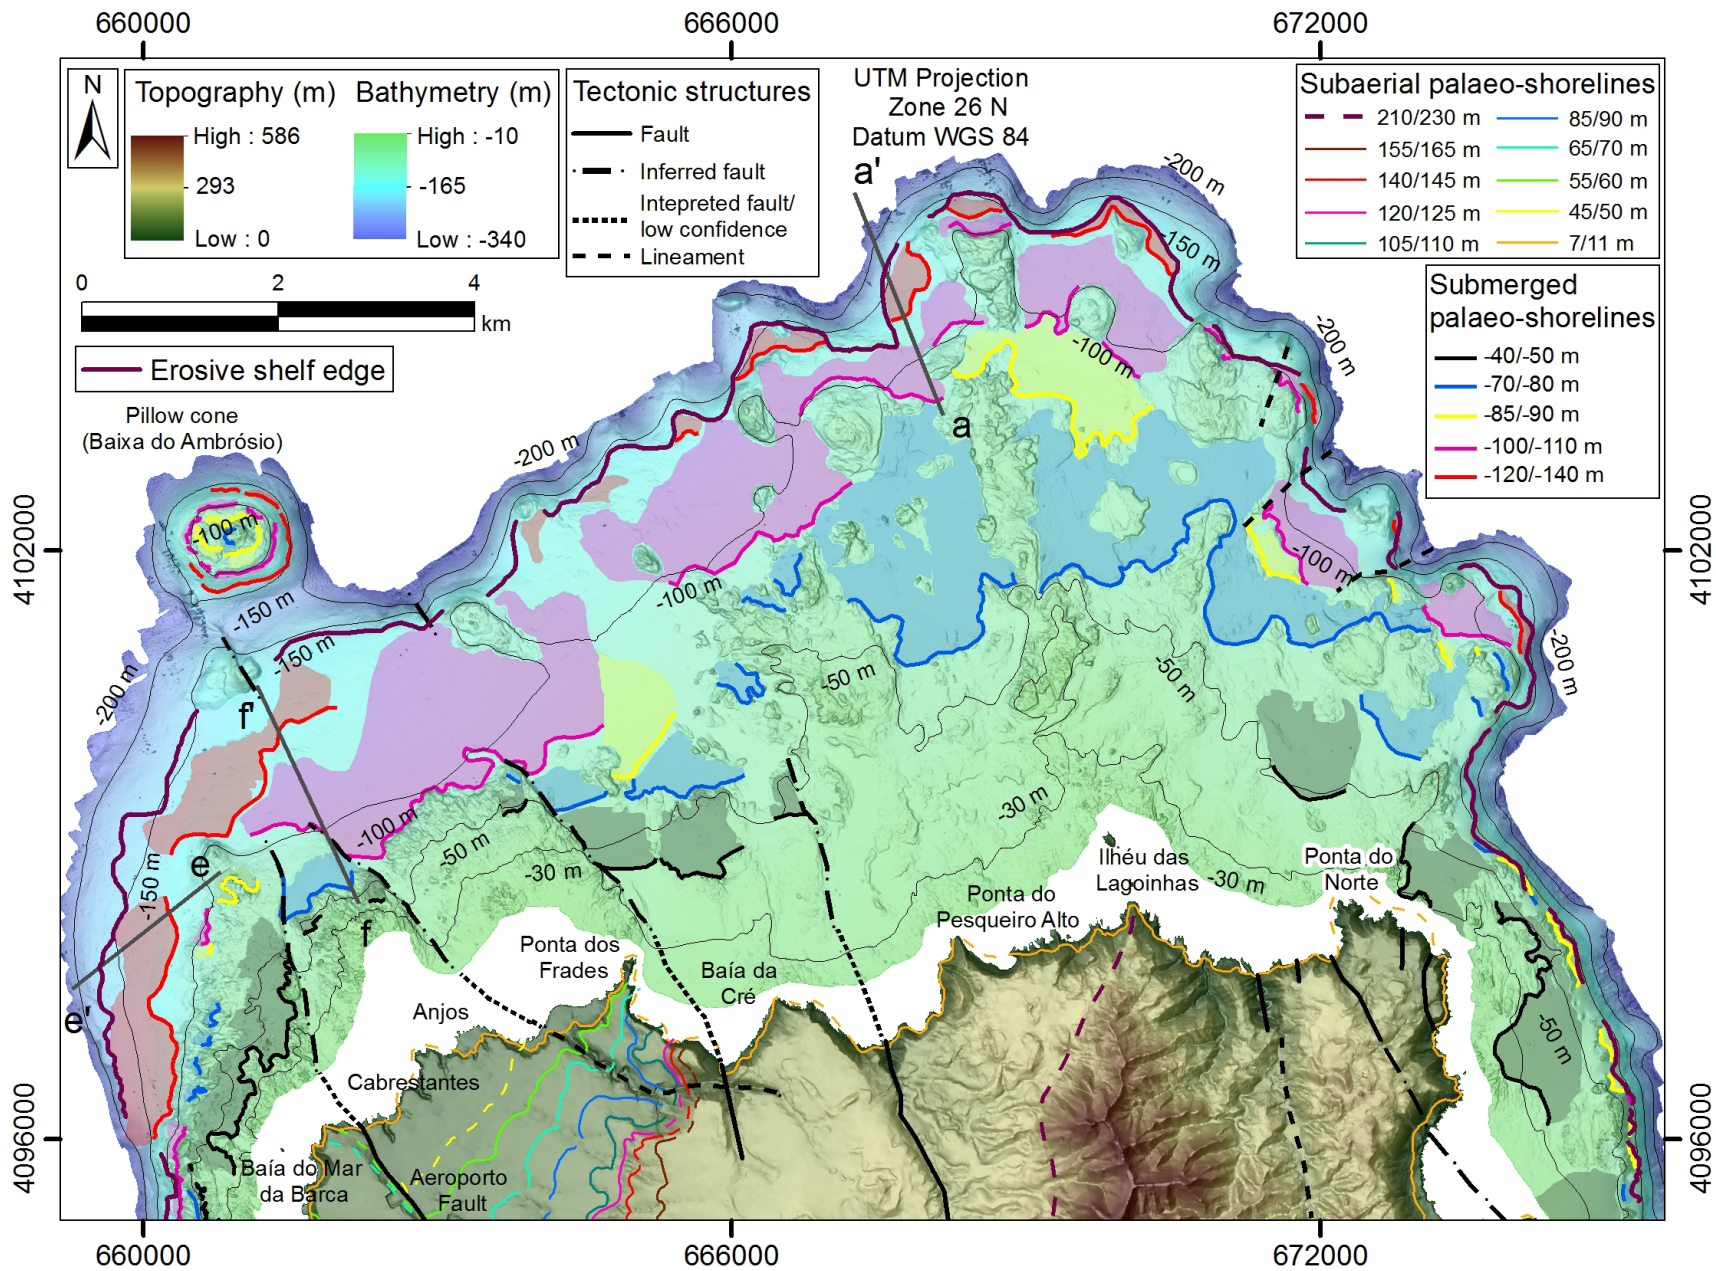 660000
666000
672000
N
Topography (m)
High : 586
293
Low : 0
Bathymetry (m)
High : -10
-165
Low : -340
Tectonic structures
Fault
Inferred fault
Intepreted fault/
low confidence
Lineament
UTM Projection
Zone 26 N
Datum WGS 84
Subaerial palaeo-shorelines
210/230 m
155/165 m
140/145 m
120/125 m
105/110 m
85/90 m
65/70 m
55/60 m
45/50 m
7/11 m
Submerged
palaeo-shorelines
-40/-50 m
-70/-80 m
-85/-90 m
-100/-110 m
-120/-140 m
0
2
4
km
Erosive shelf edge
Pillow cone
(Baixa do Ambrósio)
a'
-200 m
-150 m
-200 m
-100 m
a
-200 m
4102000
4102000
-100 m
-100 m
-100 m
-150 m
-150 m
-200 m
-50 m
-50 m
-200 m
f'
-30 m
-100 m
-50 m
-30 m
e
-150 m
f
e'
Ilhéu das
Lagoinhas
-30 m
Ponta do
Norte
Ponta do
Pesqueiro Alto
Ponta dos
Frades
Baía da
Cré
Anjos
-50 m
Cabrestantes
4096000
4096000
Baía do Mar
da Barca
Aeroporto
Fault
660000
666000
672000